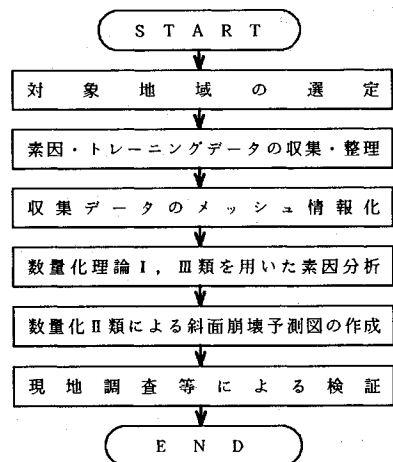 START
対象地域の選定
素因・トレーニングデータの収集・整理
収集データのメッシュ情報化
数量化理論Ⅰ，Ⅲ類を用いた素因分析
数量化Ⅱ類による斜面崩壊予測図の作成
現地調査等による検証
END